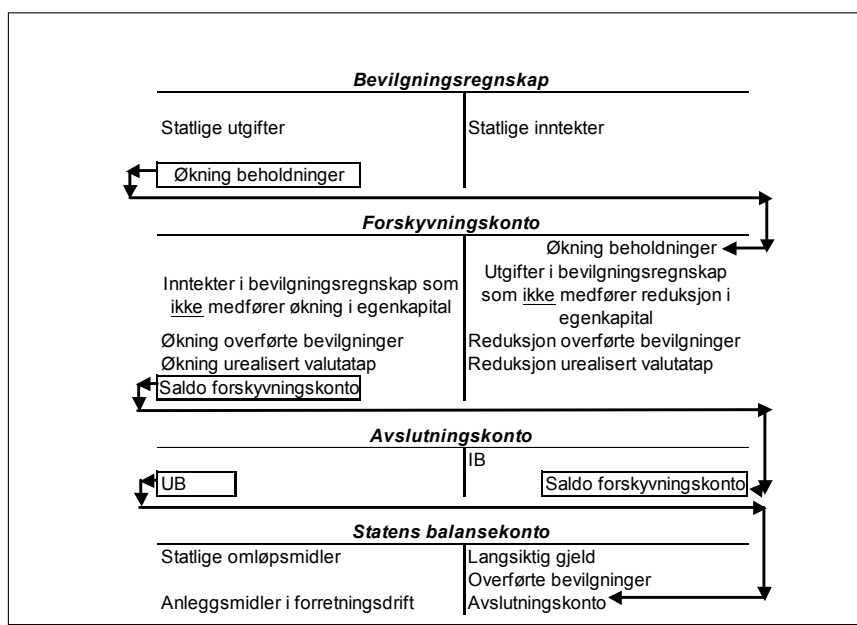 Bevilgningsregnskap
Statlige utgifter
Statlige inntekter
Økning beholdninger
Forskyvningskonto
Økning beholdninger
Inntekter i bevilgningsregnskap som
ikke medfører økning i egenkapital
Utgifter i bevilgningsregnskap
som ikke medfører reduksjon i
egenkapital
Økning overførte bevilgninger
Reduksjon overførte bevilgninger
Økning urealisert valutatap
Reduksjon urealisert valutatap
Saldo forskyvningskonto
Avslutningskonto
IB
UB
Saldo forskyvningskonto
Statens balansekonto
Statlige omløpsmidler
Langsiktig gjeld
Overførte bevilgninger
Anleggsmidler i forretningsdrift
Avslutningskonto